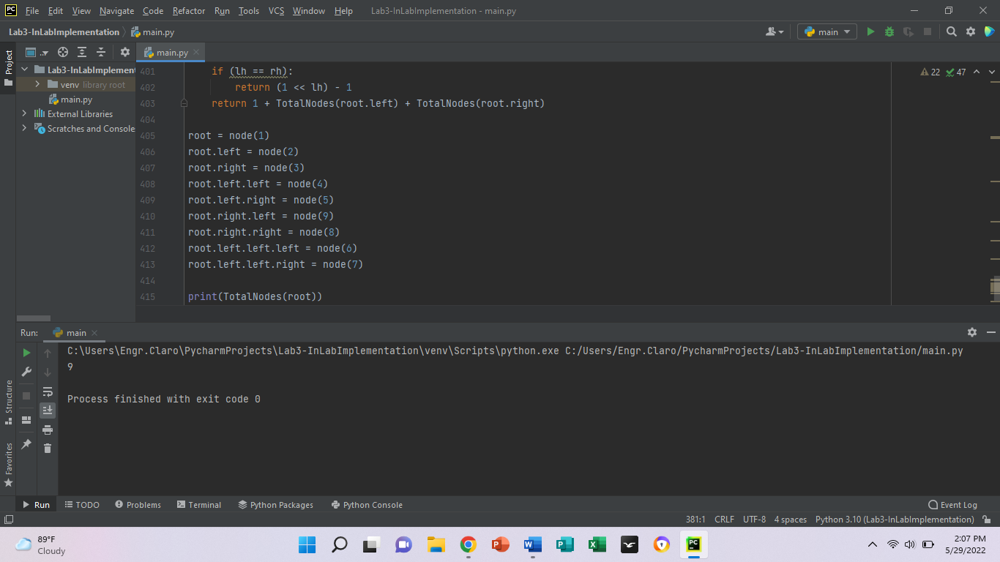 PC File Edit View Navigate Code Refactor Run Tools VCS Window Help Lab3-InLabImplementation - main.py
Lab3-InLabImplementation main.py main
Project main.py
Lab3-InLabImplement
venv library root
main.py
External Libraries
Scratches and Console
22 47
401 if (lh == rh):
402 return (1 << lh) - 1
403 return 1 + TotalNodes(root.left) + TotalNodes(root.right)
404
405 root = node(1)
406 root.left = node(2)
407 root.right = node(3)
408 root.left.left = node(4)
409 root.left.right = node(5)
410 root.right.left = node(9)
411 root.right.right = node(8)
412 root.left.left.left = node(6)
413 root.left.left.right = node(7)
414
415 print(TotalNodes(root))
Run: main
C:\Users\Engr.Claro\PycharmProjects\Lab3-InLabImplementation\venv\Scripts\python.exe C:/Users/Engr.Claro/PycharmProjects/Lab3-InLabImplementation/main.py
9
Process finished with exit code 0
Structure
Favorites
Run TODO Problems Terminal Python Packages Python Console Event Log
381:1 CRLF UTF-8 4 spaces Python 3.10 (Lab3-InLabImplementation)
89°F
Cloudy
P W P X PC
2:07 PM
5/29/2022